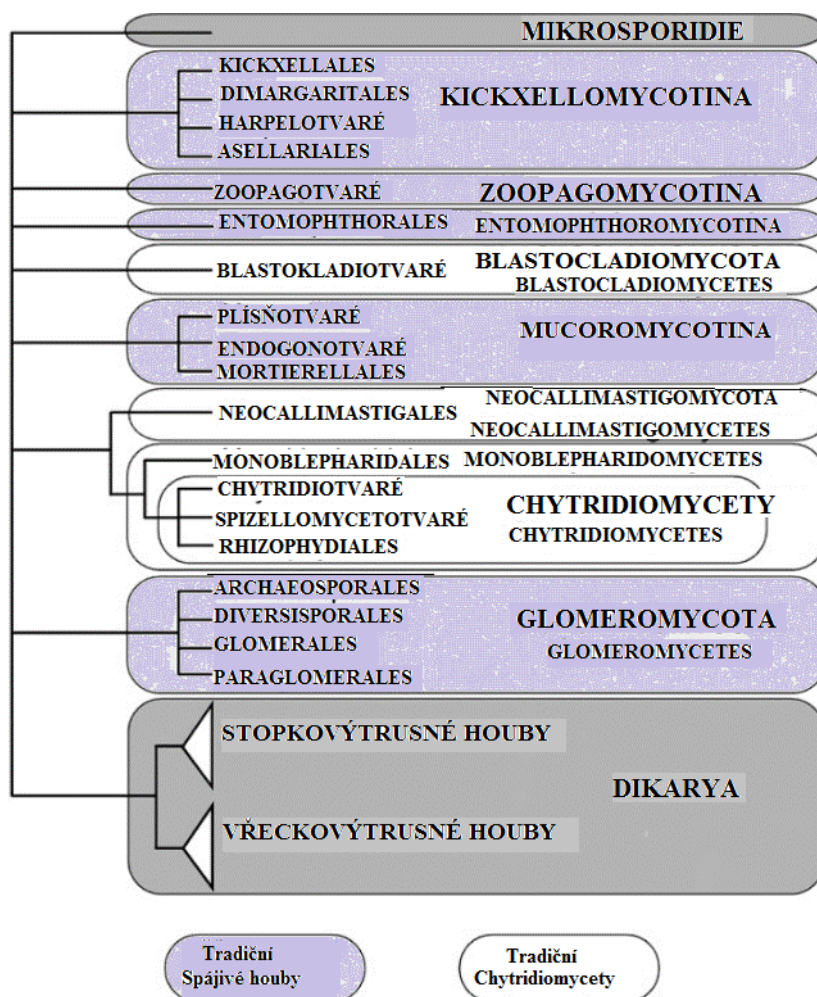 MIKROSPORIDIE
KICKXELLALES
DIMARGARITALES
KICKXELLOMYCOTINA
HARPELOTVARÉ
ASELLARIALES
ZOOPAGOTVARÉ
ZOOPAGOMYCOTINA
ENTOMOPHTHORALES
ENTOMOPHTHOROMYCOTINA
BLASTOKLADIOTVARÉ
BLASTOCLADIOMYCOTA
BLASTOCLADIOMYCETES
PLÍSŇOTVARÉ
MUCOROMYCOTINA
ENDOGONOTVARÉ
MORTIERELLALES
NEOCALLIMASTIGALES
NEOCALLIMASTIGOMYCOTA
NEOCALLIMASTIGOMYCETES
MONOBLEPHARIDALES
MONOBLEPHARIDOMYCETES
CHYTRIDIOTVARÉ
SPIZELLOMYCETOTVARÉ
RHIZOPHYDIALES
CHYTRIDIOMYCETY
CHYTRIDIOMYCETES
ARCHAEOSPORALES
DIVERSISPORALES
GLOMERALES
PARAGLOMERALES
GLOMEROMYCOTA
GLOMEROMYCETES
STOPKOVÝTRUSNÉ HOUBY
DIKARYA
VŘECKOVÝTRUSNÉ HOUBY
Tradiční
Spájivé houby
Tradiční
Chytridiomycety